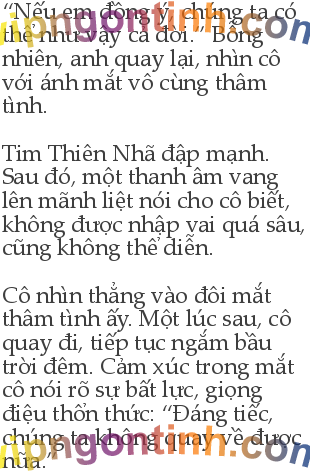 “Nếu em đồng ý, chúng ta có
thể như vậy cả đời.” Bỗng
nhiên, anh quay lại, nhìn cô
với ánh mắt vô cùng thâm
tình.
Tim Thiên Nhã đập mạnh.
Sau đó, một thanh âm vang
lên mãnh liệt nói cho cô biết,
không được nhập vai quá sâu,
cũng không thể diễn.
Cô nhìn thẳng vào đôi mắt
thâm tình ấy. Một lúc sau, cô
quay đi, tiếp tục ngắm bầu
trời đêm. Cảm xúc trong mắt
cô nói rõ sự bất lực, giọng
điệu thổn thức: “Đáng tiếc,
chúng ta không quay về được
nữa.”
vipngontinh.com
vipngontinh.com